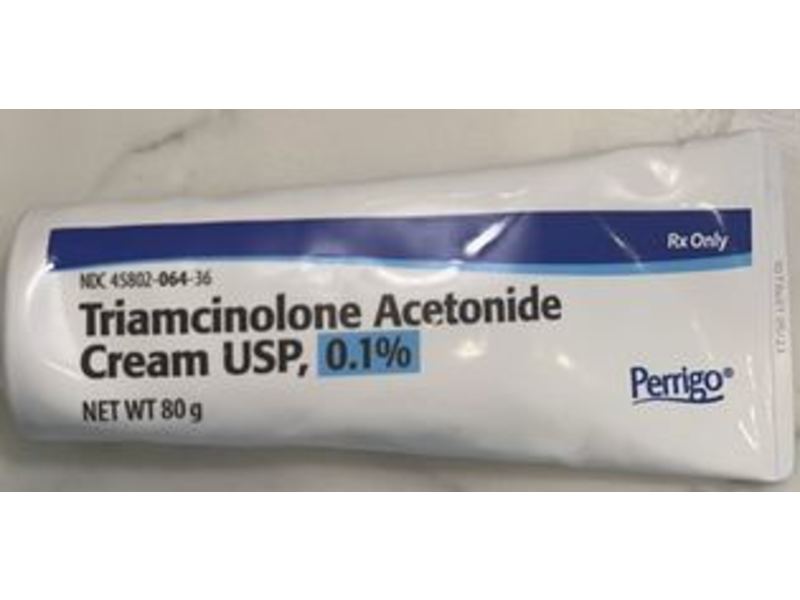 Rx Only
NDC 45802-064-36
Triamcinolone Acetonide
Cream USP, 0.1%
NET WT 80 g
Perrigo®